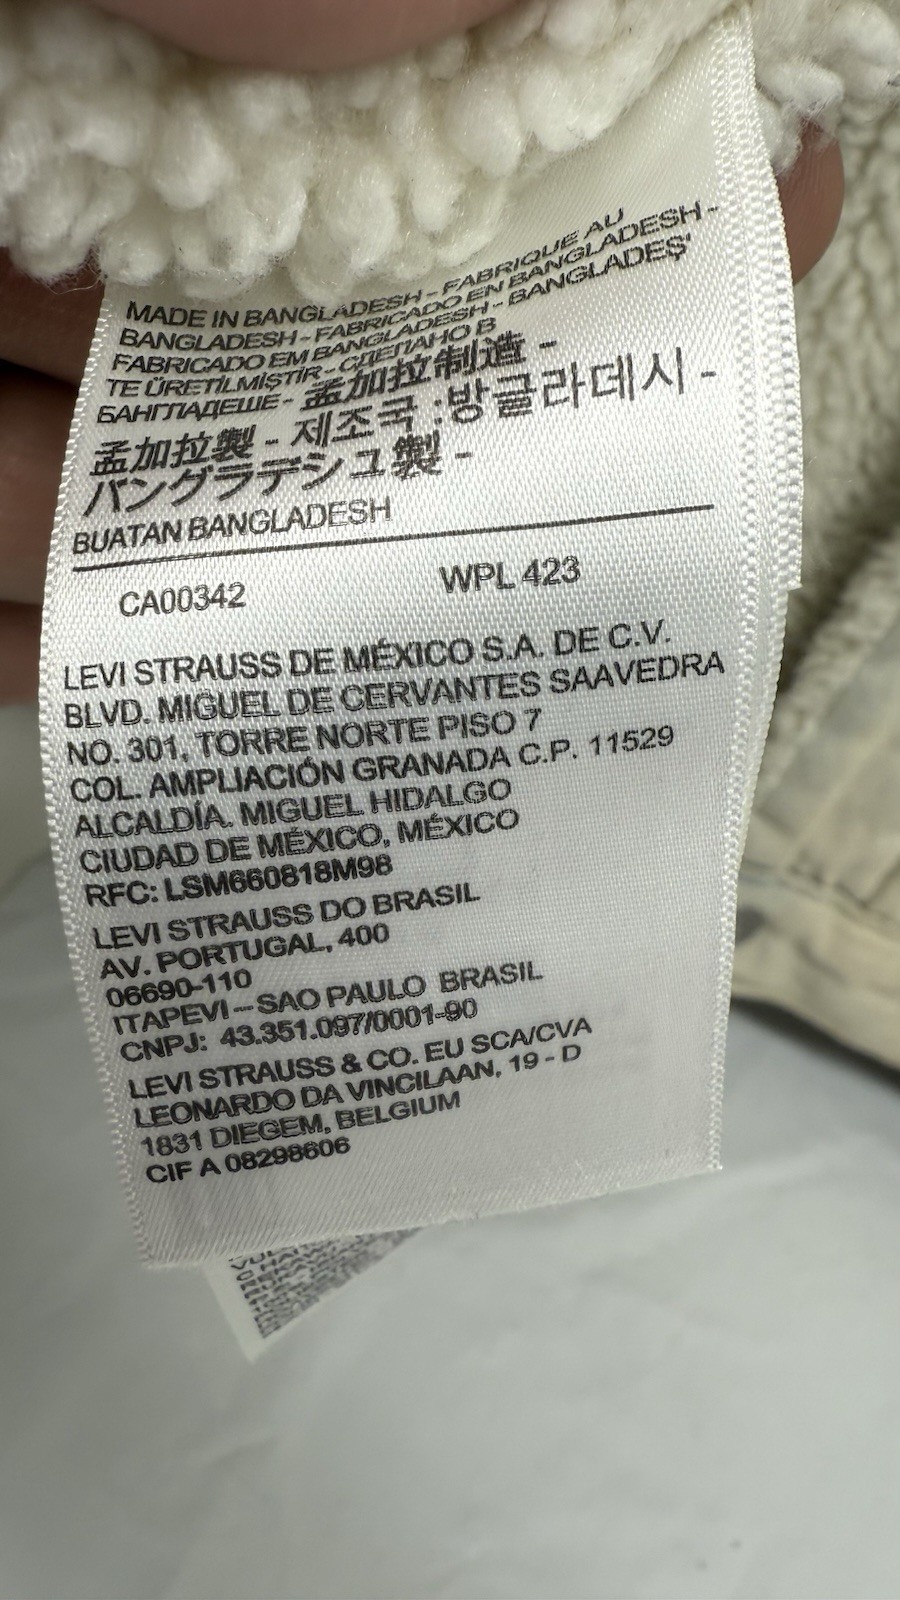 MADE IN BANGLADESH - FABRIQUE AU
BANGLADESH - FABRICADO EN BANGLADESH -
FABRICADO EM BANGLADESH - BANGLADEŞ'
TE ÜRETİLMİŞTİR - СДЕЛАНО В
БАНГЛАДЕШЕ - 孟加拉制造 -
孟加拉製 - 제조국 :방글라데시 -
バングラデシュ製 -
BUATAN BANGLADESH
CA00342 WPL 423
LEVI STRAUSS DE MÉXICO S.A. DE C.V.
BLVD. MIGUEL DE CERVANTES SAAVEDRA
NO. 301, TORRE NORTE PISO 7
COL. AMPLIACIÓN GRANADA C.P. 11529
ALCALDÍA. MIGUEL HIDALGO
CIUDAD DE MÉXICO, MÉXICO
RFC: LSM660818M98
LEVI STRAUSS DO BRASIL
AV. PORTUGAL, 400
06690-110
ITAPEVI – SAO PAULO BRASIL
CNPJ: 43.351.097/0001-90
LEVI STRAUSS & CO. EU SCA/CVA
LEONARDO DA VINCILAAN, 19 - D
1831 DIEGEM, BELGIUM
CIF A 08298606